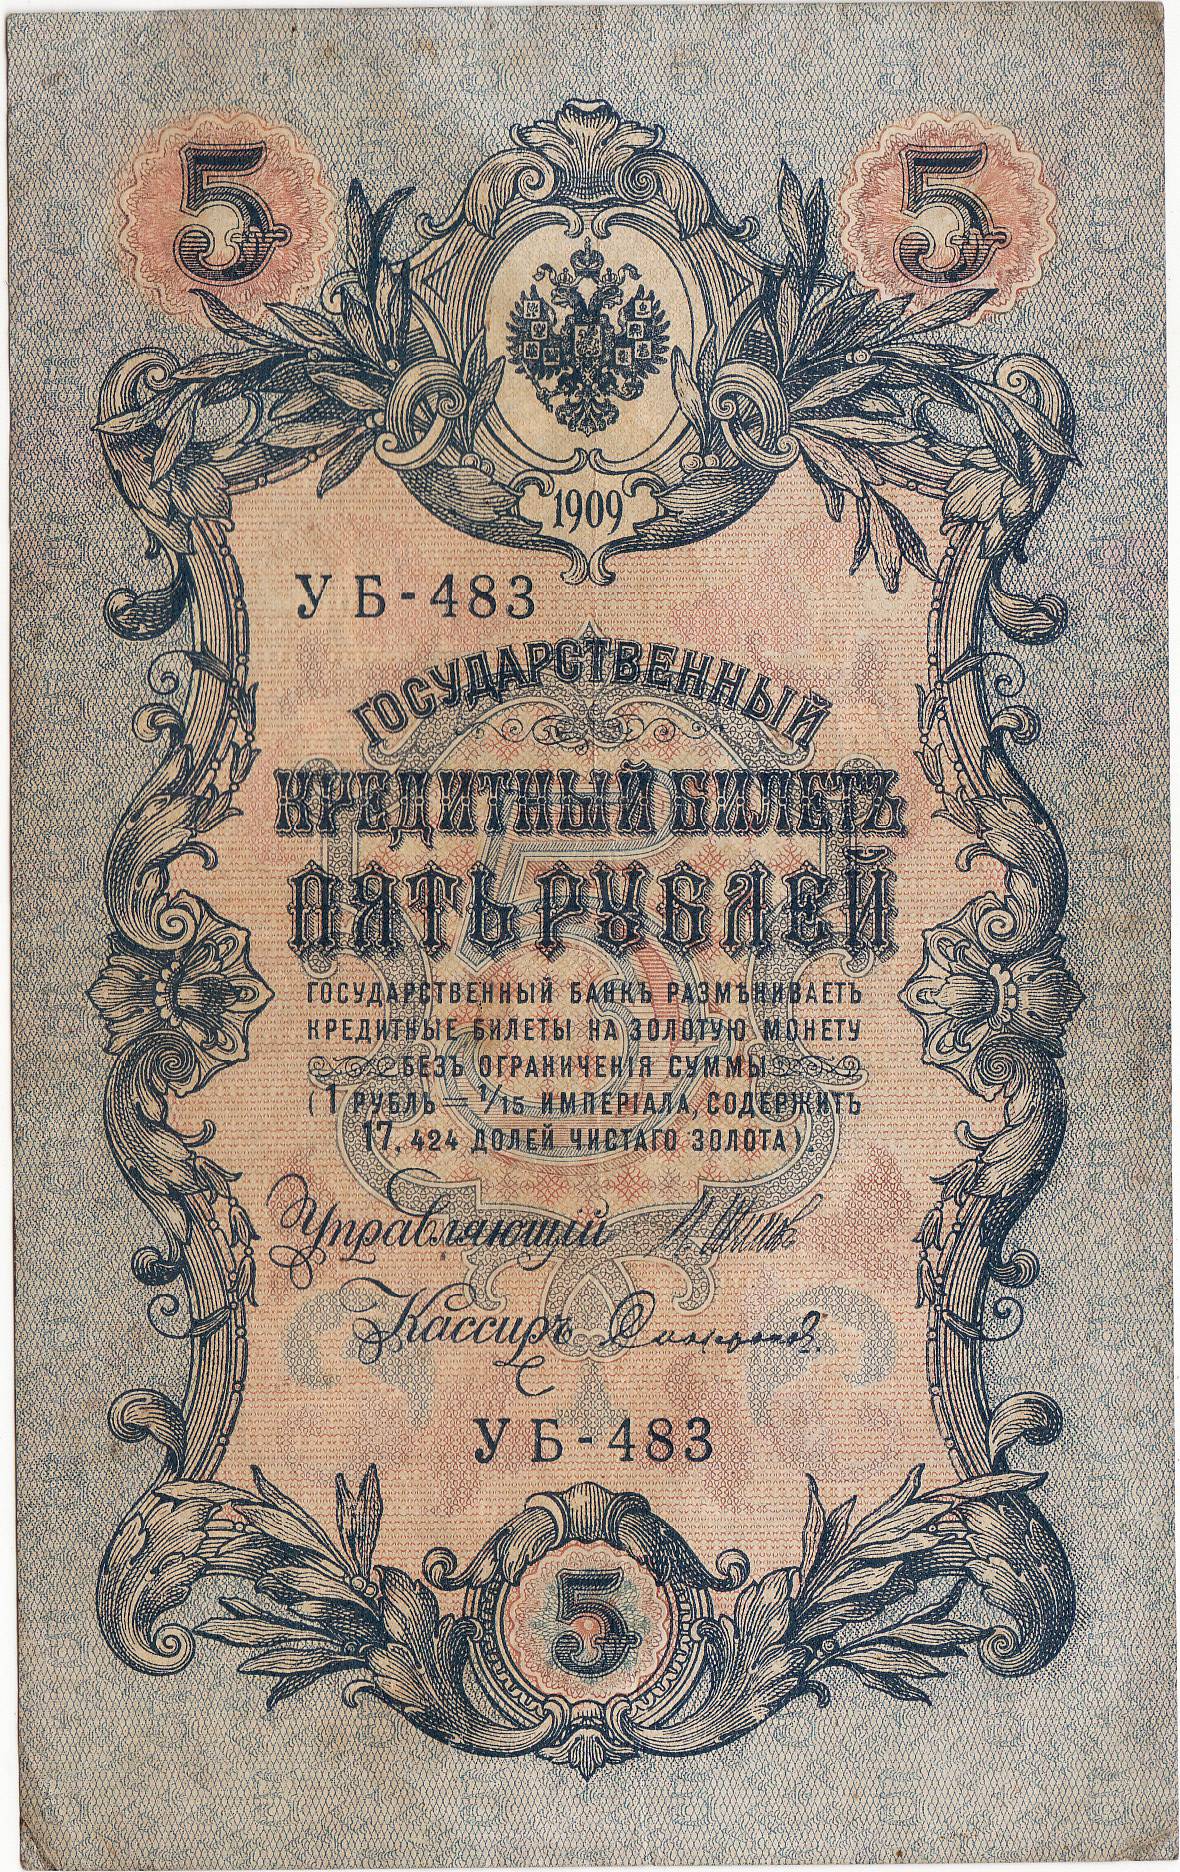 5 5
1909
УБ-483
ГОСУДАРСТВЕННЫЙ
КРЕДИТНЫЙ БИЛЕТЪ
ПЯТЬ РУБЛЕЙ
ГОСУДАРСТВЕННЫЙ БАНКЪ РАЗМѢНИВАЕТЪ
КРЕДИТНЫЕ БИЛЕТЫ НА ЗОЛОТУЮ МОНЕТУ
БЕЗЪ ОГРАНИЧЕНІЯ СУММЫ
(1 РУБЛЬ = 1/15 ИМПЕРІАЛА, СОДЕРЖИТЪ
17,424 ДОЛЕЙ ЧИСТАГО ЗОЛОТА).
Управляющій
Кассиръ
УБ-483
5